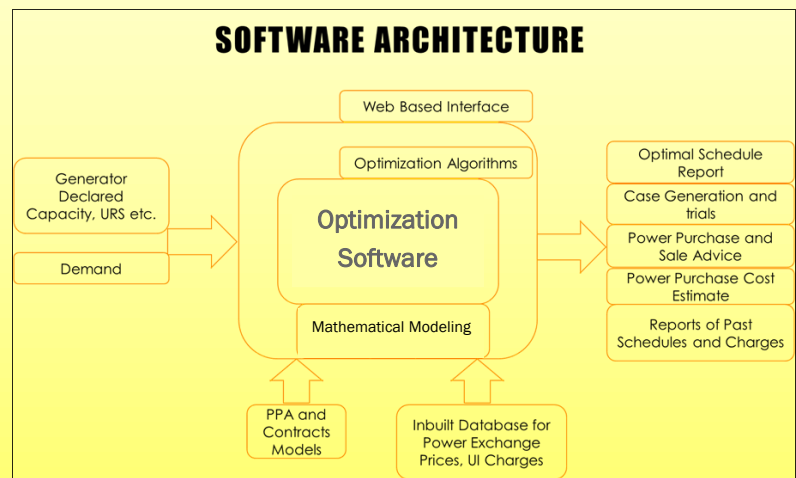 SOFTWARE ARCHITECTURE
Web Based Interface
Optimization Algorithms
Generator
Declared
Capacity, URS etc.
Demand
Optimization
Software
Mathematical Modeling
Optimal Schedule
Report
Case Generation and
trials
Power Purchase and
Sale Advice
Power Purchase Cost
Estimate
Reports of Past
Schedules and Charges
PPA and
Contracts
Models
Inbuilt Database for
Power Exchange
Prices, UI Charges